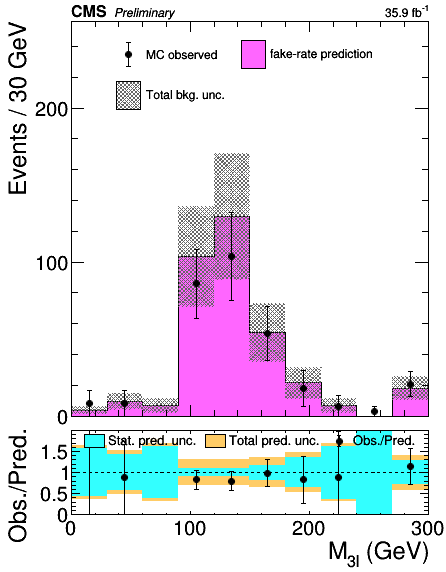 CMS Preliminary 35.9 fb⁻¹
MC observed fake-rate prediction
Total bkg. unc.
Events / 30 GeV
200
100
0
Stat. pred. unc. Total pred. unc. Obs./Pred.
Obs./Pred.
1.5
1
0.5
0
0 100 200 300
M₃ₗ (GeV)